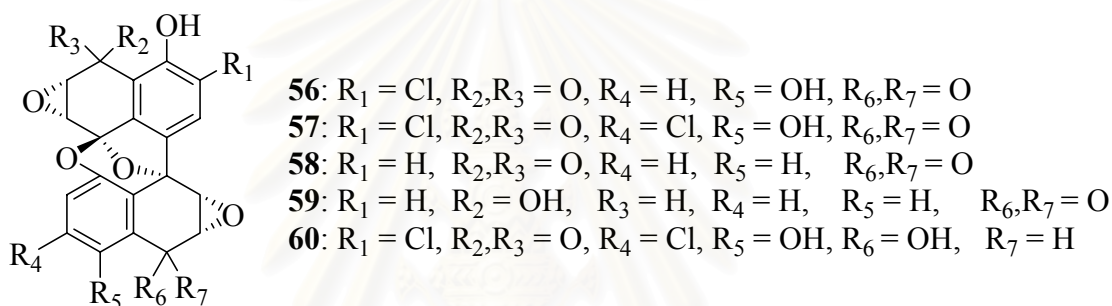 R₃ R₂ OH
R₁
O
O
O
O
R₄
R₅ R₆ R₇
56: R₁ = Cl, R₂,R₃ = O, R₄ = H, R₅ = OH, R₆,R₇ = O
57: R₁ = Cl, R₂,R₃ = O, R₄ = Cl, R₅ = OH, R₆,R₇ = O
58: R₁ = H, R₂,R₃ = O, R₄ = H, R₅ = H, R₆,R₇ = O
59: R₁ = H, R₂ = OH, R₃ = H, R₄ = H, R₅ = H, R₆,R₇ = O
60: R₁ = Cl, R₂,R₃ = O, R₄ = Cl, R₅ = OH, R₆ = OH, R₇ = H